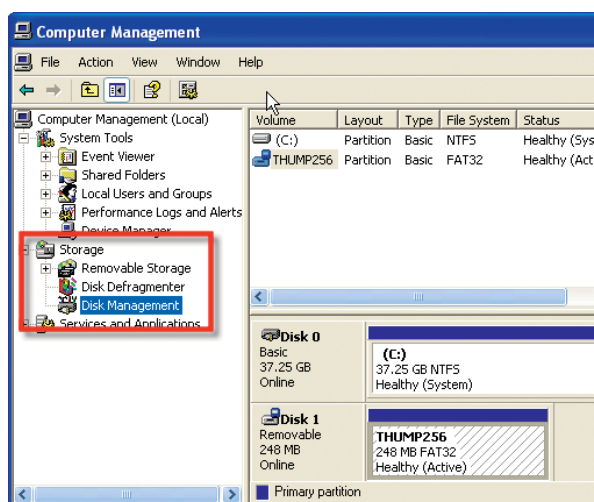 Computer Management
File Action View Window Help
Computer Management (Local)
System Tools
Event Viewer
Shared Folders
Local Users and Groups
Performance Logs and Alerts
Device Manager
Storage
Removable Storage
Disk Defragmenter
Disk Management
Services and Applications
Volume Layout Type File System Status
(C:) Partition Basic NTFS Healthy (Sys
THUMP256 Partition Basic FAT32 Healthy (Act
Disk 0
Basic
37.25 GB
Online
(C:)
37.25 GB NTFS
Healthy (System)
Disk 1
Removable
248 MB
Online
THUMP256
248 MB FAT32
Healthy (Active)
Primary partition